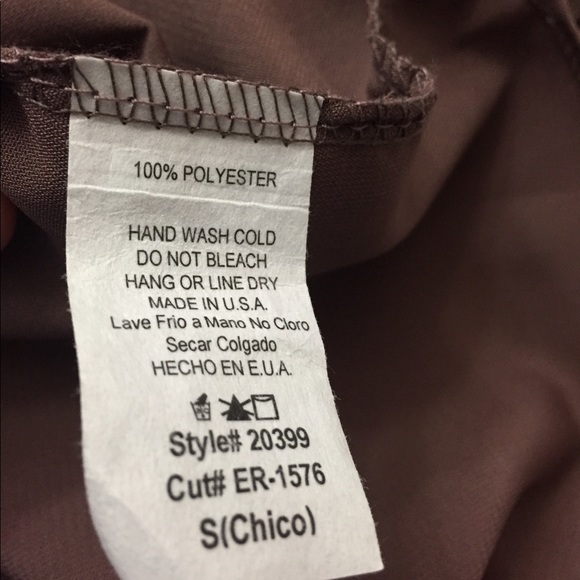 100% POLYESTER
HAND WASH COLD
DO NOT BLEACH
HANG OR LINE DRY
MADE IN U.S.A.
Lave Frio a Mano No Cloro
Secar Colgado
HECHO EN E.U.A.
Style# 20399
Cut# ER-1576
S(Chico)